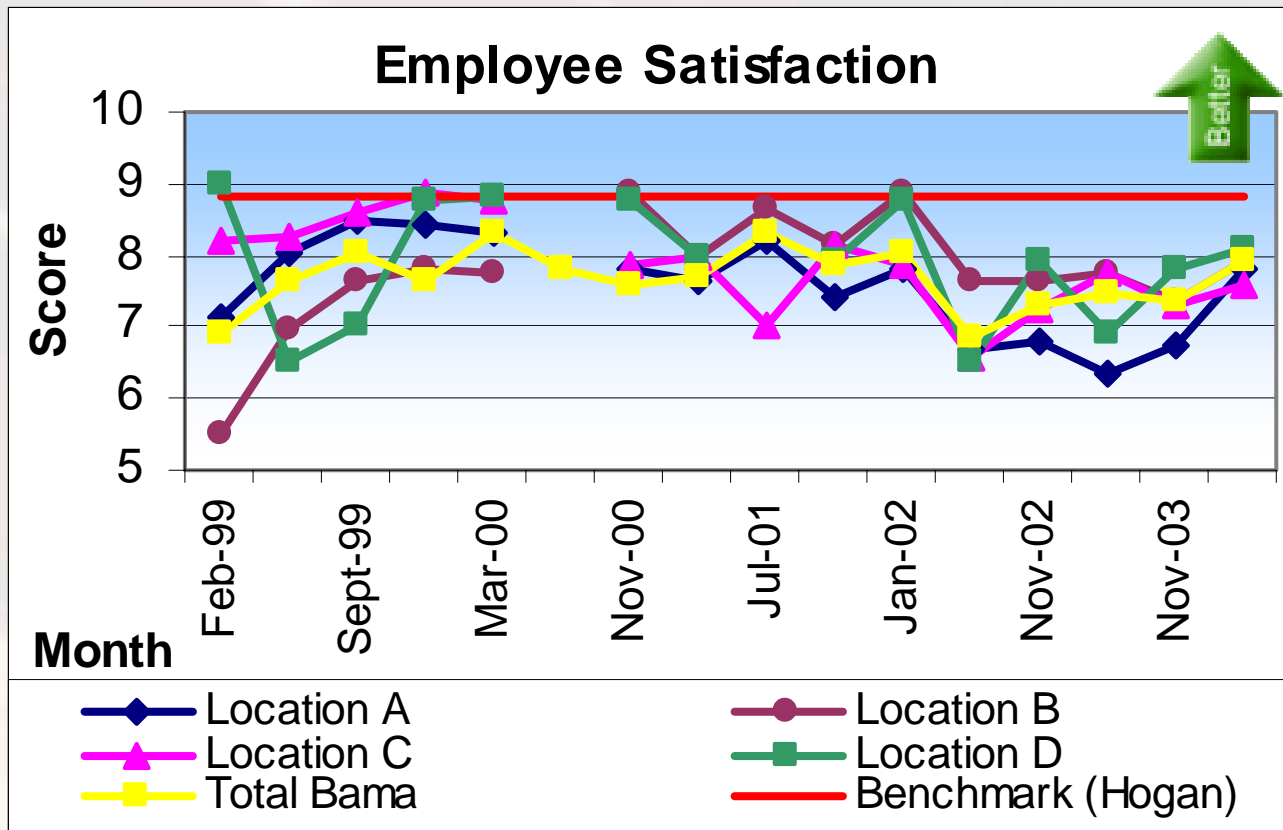 Employee Satisfaction
Better
Score
10
9
8
7
6
5
Feb-99
Sept-99
Mar-00
Nov-00
Jul-01
Jan-02
Nov-02
Nov-03
Month
Location A
Location B
Location C
Location D
Total Bama
Benchmark (Hogan)